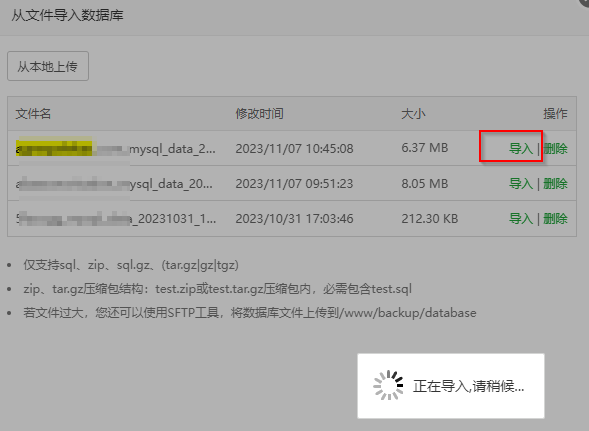 从文件导入数据库
从本地上传
文件名 修改时间 大小 操作
mysql_data_2... 2023/11/07 10:45:08 6.37 MB 导入 | 删除
mysql_data_20... 2023/11/07 09:51:23 8.05 MB 导入 | 删除
_20231031_1... 2023/10/31 17:03:46 212.30 KB 导入 | 删除
• 仅支持sql、zip、sql.gz、(tar.gz|gz|tgz)
• zip、tar.gz压缩包结构：test.zip或test.tar.gz压缩包内，必需包含test.sql
• 若文件过大，您还可以使用SFTP工具，将数据库文件上传到/www/backup/database
正在导入,请稍候...